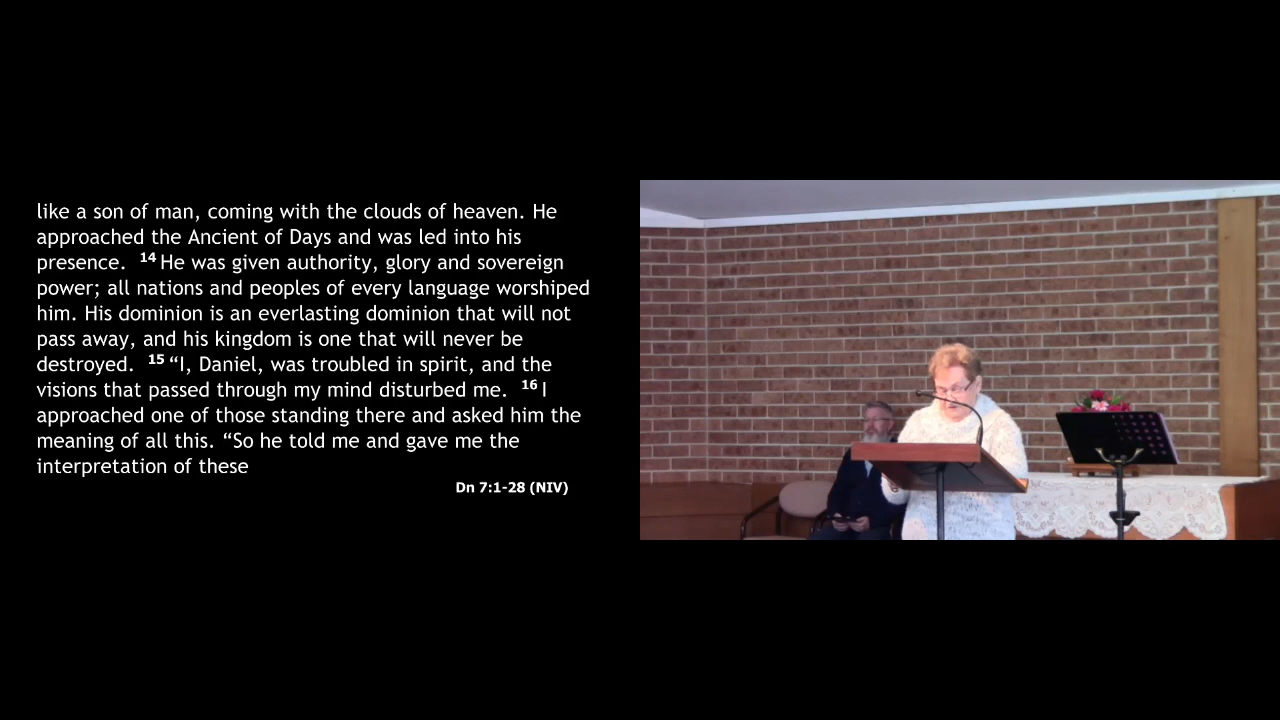 like a son of man, coming with the clouds of heaven. He
approached the Ancient of Days and was led into his
presence. 14 He was given authority, glory and sovereign
power; all nations and peoples of every language worshiped
him. His dominion is an everlasting dominion that will not
pass away, and his kingdom is one that will never be
destroyed. 15 “I, Daniel, was troubled in spirit, and the
visions that passed through my mind disturbed me. 16 I
approached one of those standing there and asked him the
meaning of all this. “So he told me and gave me the
interpretation of these
Dn 7:1-28 (NIV)